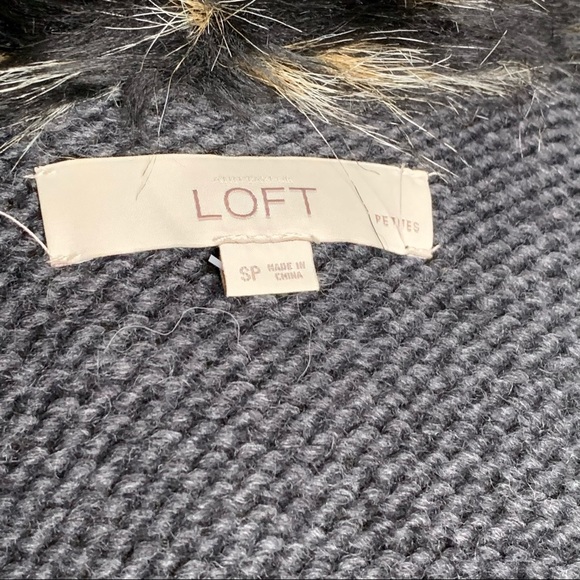 LOFT
PETITES
SP MADE IN
CHINA